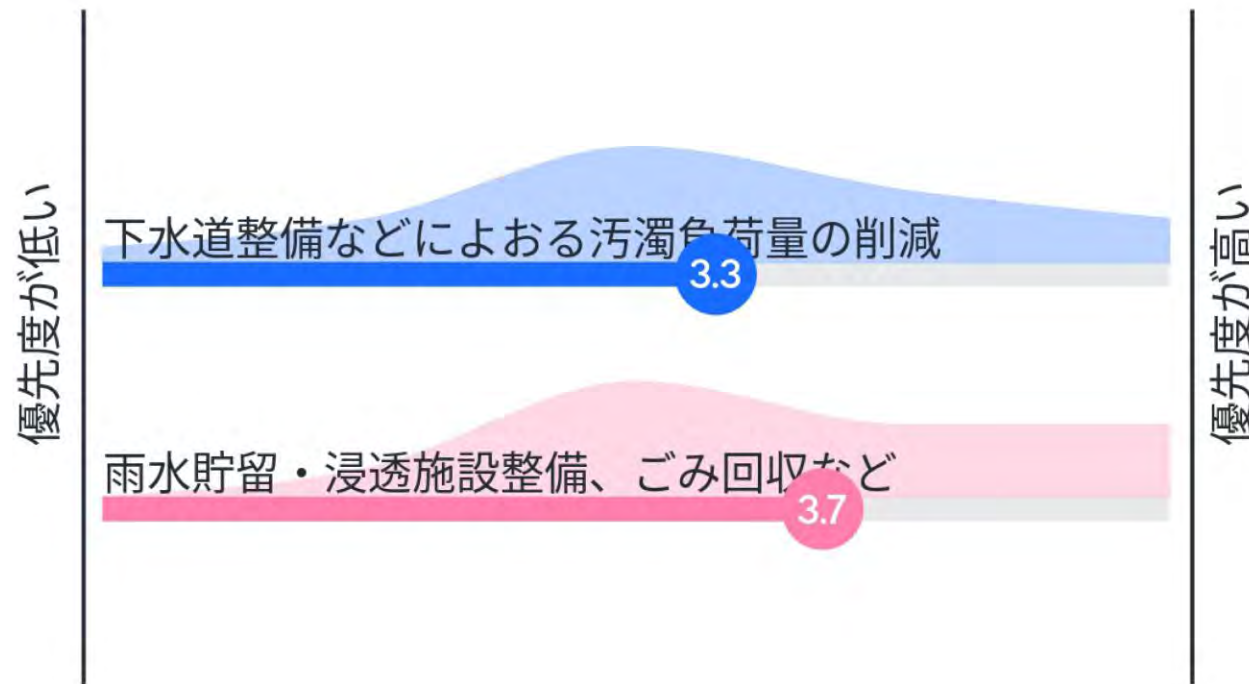 優先度が低い
下水道整備などによおる汚濁負荷量の削減
3.3
雨水貯留・浸透施設整備、ごみ回収など
3.7
優先度が高い